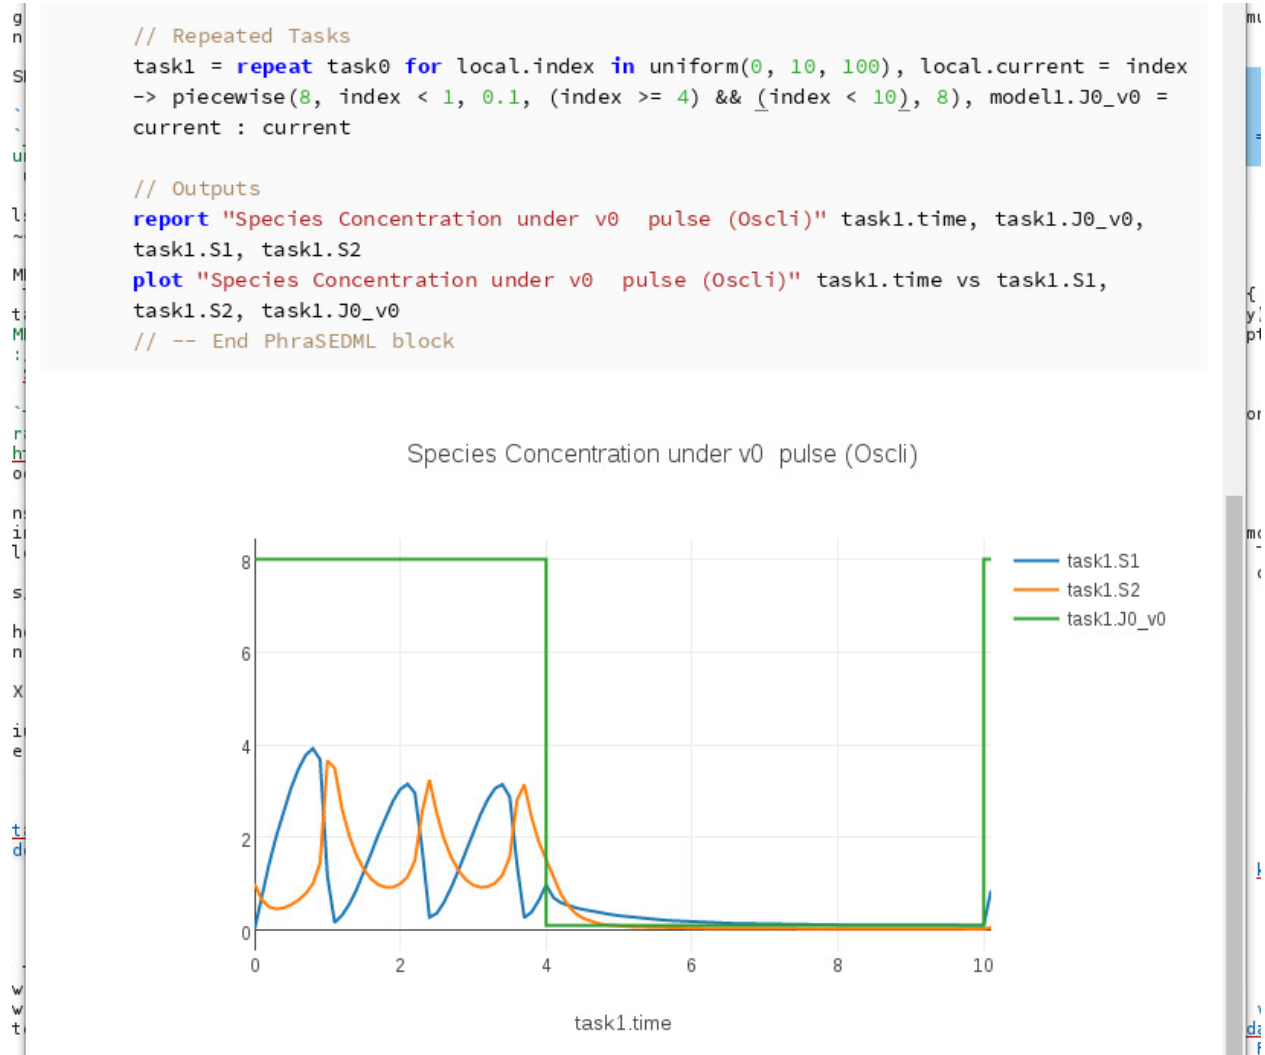 // Repeated Tasks
task1 = repeat task0 for local.index in uniform(0, 10, 100), local.current = index
-> piecewise(8, index < 1, 0.1, (index >= 4) && (index < 10), 8), model1.J0_v0 =
current : current
// Outputs
report "Species Concentration under v0  pulse (Oscli)" task1.time, task1.J0_v0,
task1.S1, task1.S2
plot "Species Concentration under v0  pulse (Oscli)" task1.time vs task1.S1,
task1.S2, task1.J0_v0
// -- End PhraSEDML block
Species Concentration under v0  pulse (Oscli)
8
6
4
2
0
0 2 4 6 8 10
task1.time
task1.S1
task1.S2
task1.J0_v0